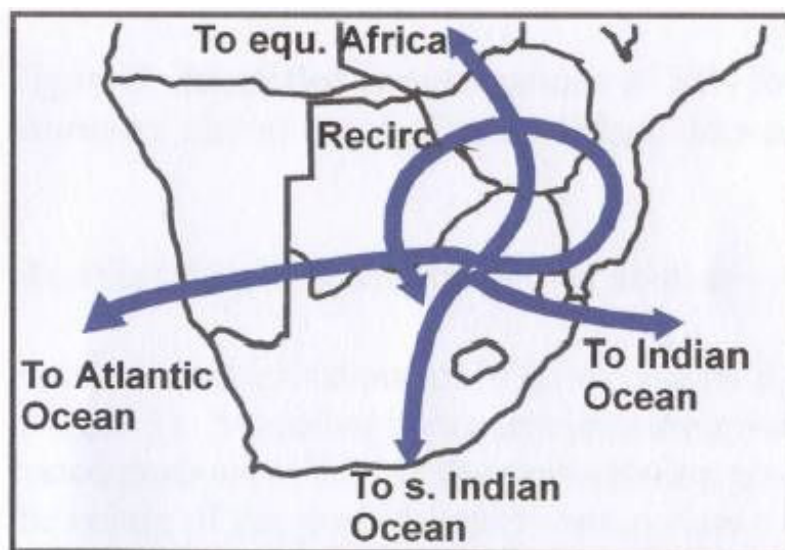 To equ. Africa
Recirc.
To Atlantic
Ocean
To Indian
Ocean
To s. Indian
Ocean